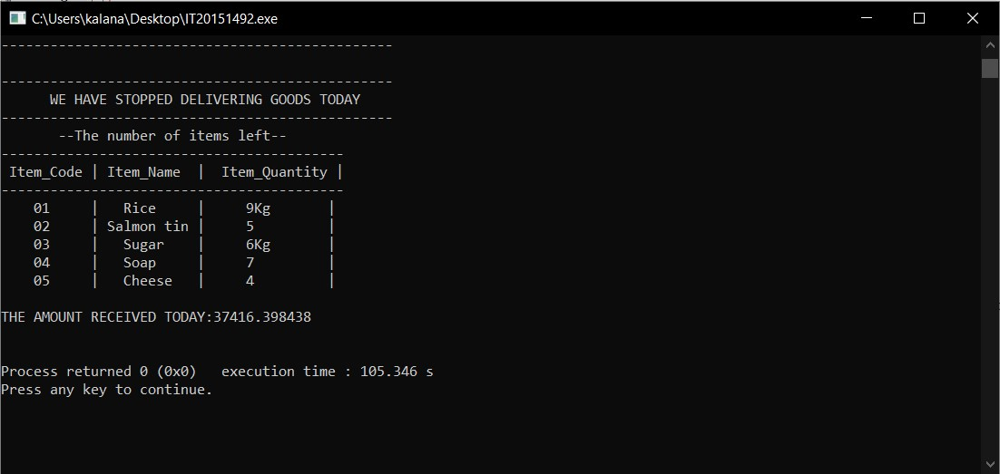 C:\Users\kalana\Desktop\IT20151492.exe
------------------------------------------------
------------------------------------------------
      WE HAVE STOPPED DELIVERING GOODS TODAY
------------------------------------------------
       --The number of items left--
------------------------------------------
 Item_Code | Item_Name  |  Item_Quantity |
------------------------------------------
    01     |   Rice     |     9Kg       |
    02     | Salmon tin |     5         |
    03     |   Sugar    |     6Kg       |
    04     |   Soap     |     7         |
    05     |   Cheese   |     4         |
THE AMOUNT RECEIVED TODAY:37416.398438
Process returned 0 (0x0)   execution time : 105.346 s
Press any key to continue.